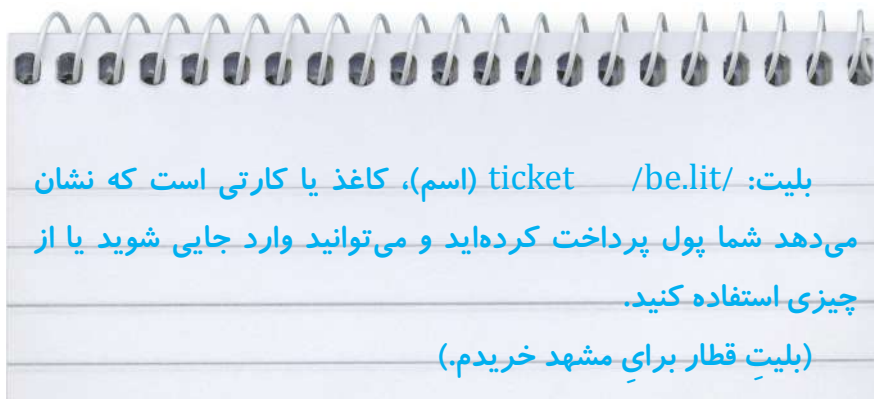 بلیت: /be.lit/ ticket (اسم)، کاغذ یا کارتی است که نشان
می‌دهد شما پول پرداخت کرده‌اید و می‌توانید وارد جایی شوید یا از
چیزی استفاده کنید.
(بلیتِ قطار برایِ مشهد خریدم.)